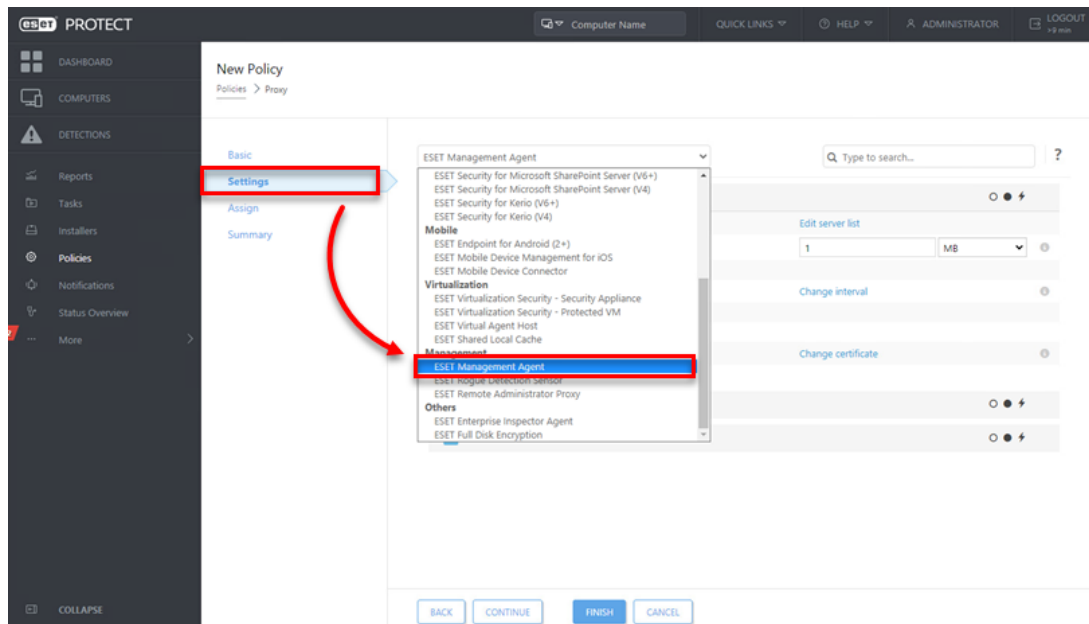 eset PROTECT
Computer Name
QUICK LINKS
HELP
ADMINISTRATOR
LOGOUT
>9 min
DASHBOARD
COMPUTERS
DETECTIONS
Reports
Tasks
Installers
Policies
Notifications
Status Overview
More
COLLAPSE
New Policy
Policies > Proxy
Basic
Settings
Assign
Summary
ESET Management Agent
Type to search...
?
ESET Security for Microsoft SharePoint Server (V6+)
ESET Security for Microsoft SharePoint Server (V4)
ESET Security for Kerio (V6+)
ESET Security for Kerio (V4)
Mobile
ESET Endpoint for Android (2+)
ESET Mobile Device Management for iOS
ESET Mobile Device Connector
Virtualization
ESET Virtualization Security - Security Appliance
ESET Virtualization Security - Protected VM
ESET Virtual Agent Host
ESET Shared Local Cache
Management
ESET Management Agent
ESET Rogue Detection Sensor
ESET Remote Administrator Proxy
Others
ESET Enterprise Inspector Agent
ESET Full Disk Encryption
Edit server list
1 MB
Change interval
Change certificate
BACK CONTINUE FINISH CANCEL